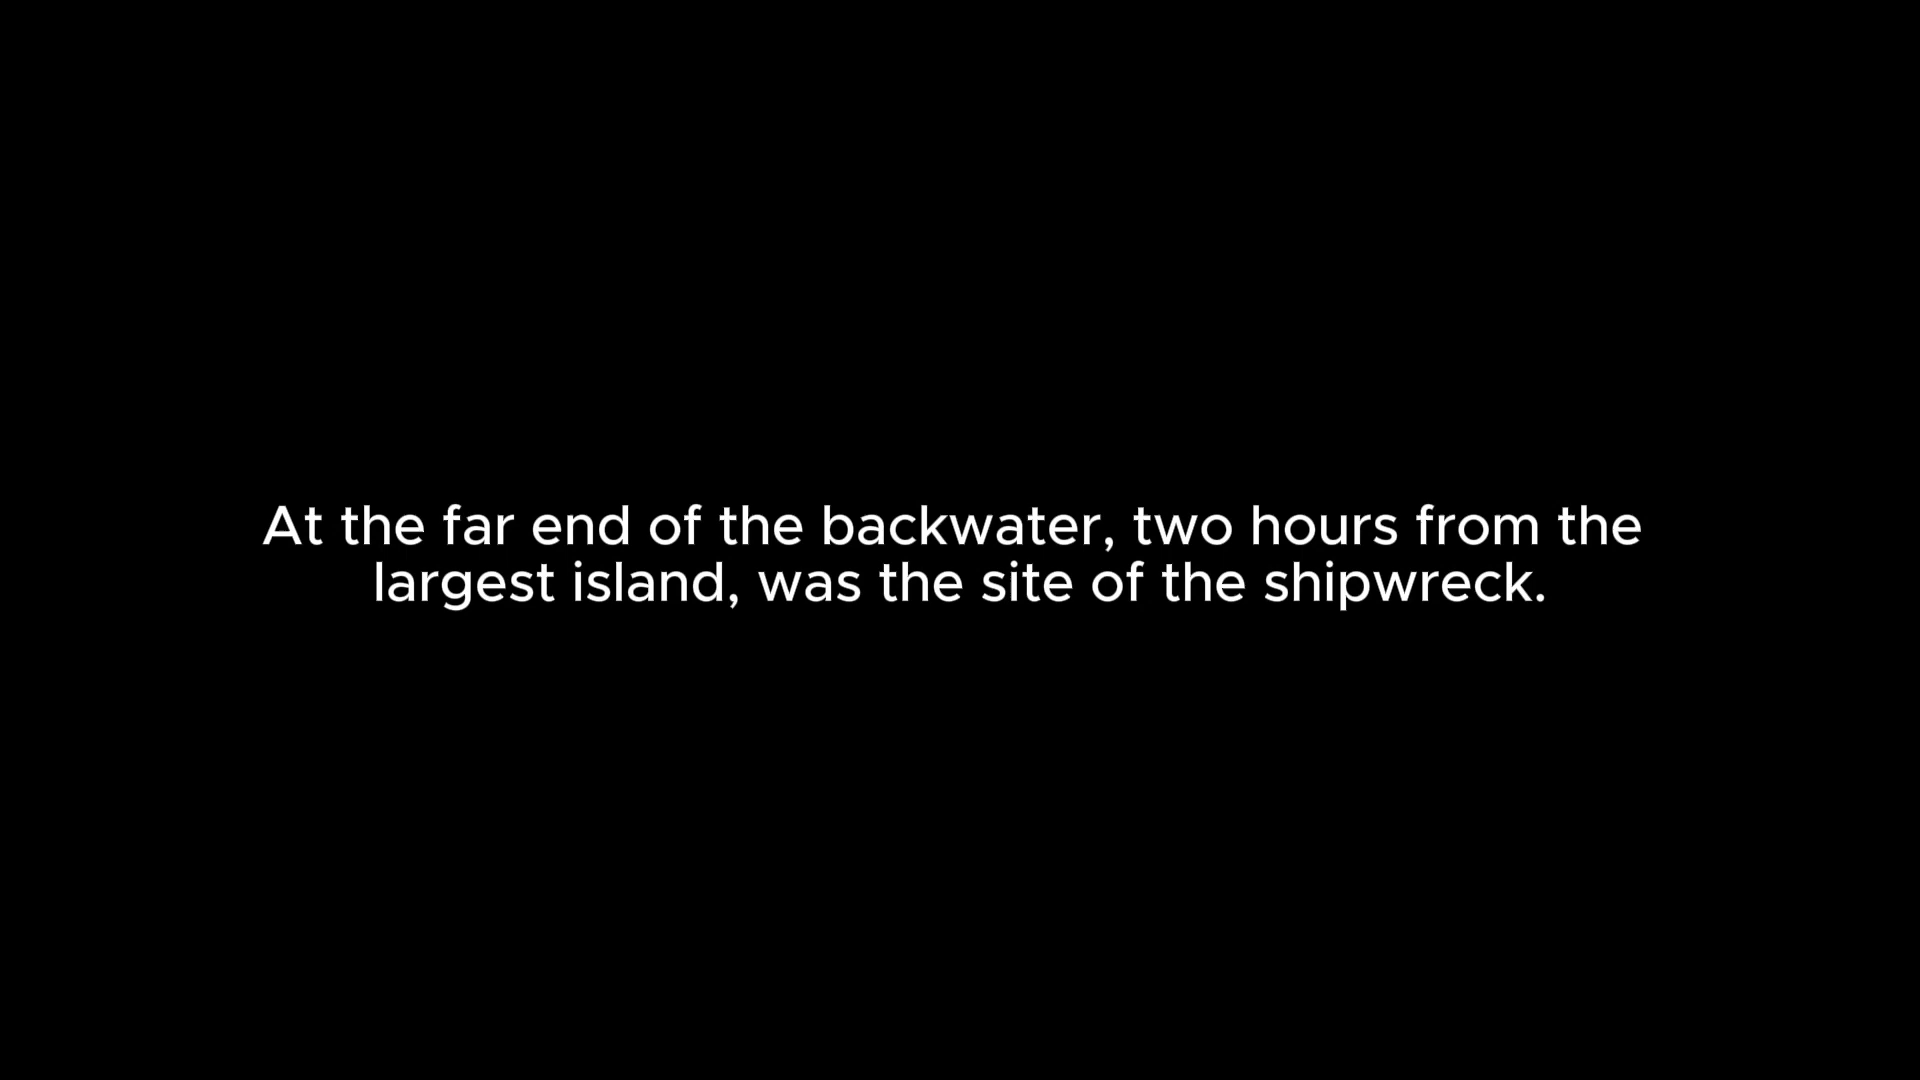 At the far end of the backwater, two hours from the
largest island, was the site of the shipwreck.